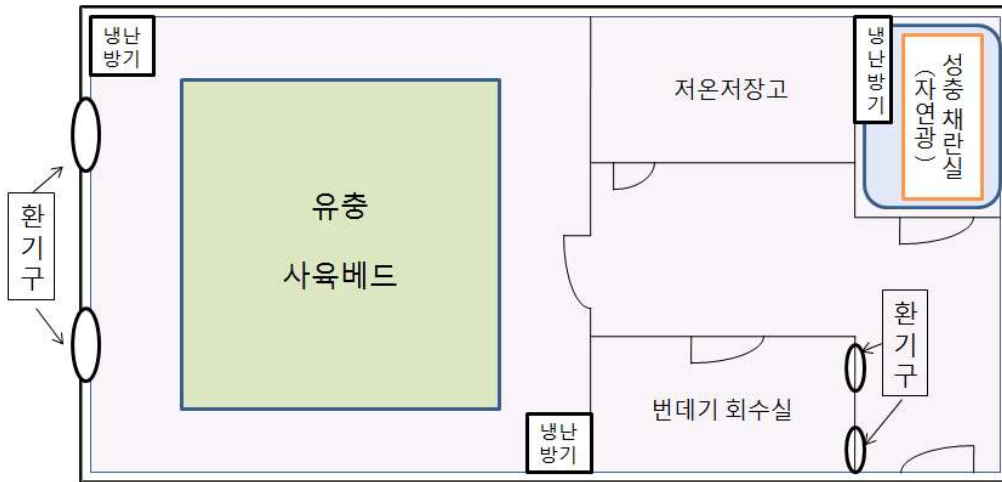 냉난
방기
환
기
구
유충
사육베드
냉난
방기
저온저장고
냉
난
방
기
성충 채란실
(자연광)
번데기 회수실
환
기
구